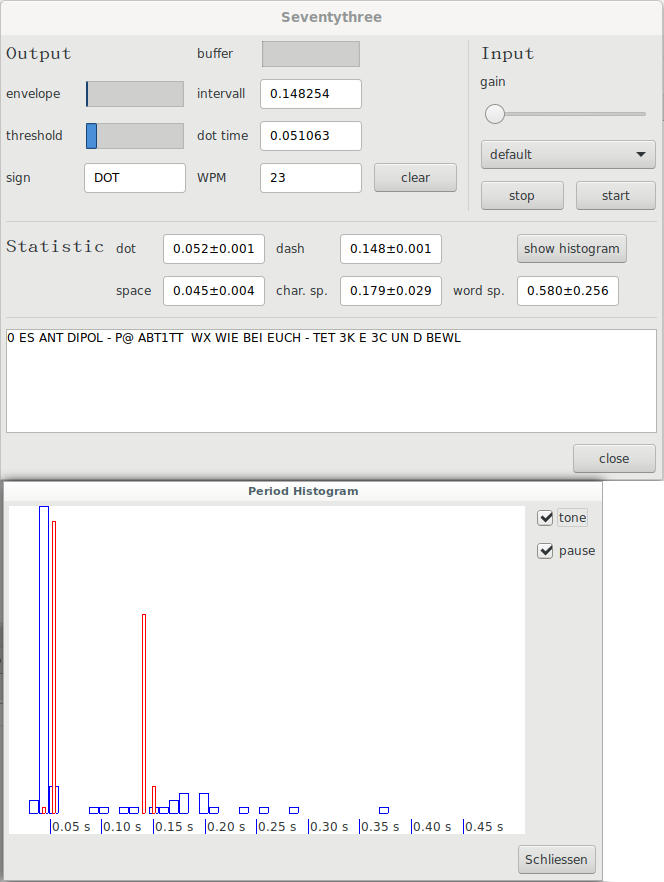 Seventythree
Output
buffer
Input
envelope
intervall
0.148254
gain
threshold
dot time
0.051063
default
sign
DOT
WPM
23
clear
stop
start
Statistic
dot
0.052±0.001
dash
0.148±0.001
show histogram
space
0.045±0.004
char. sp.
0.179±0.029
word sp.
0.580±0.256
0 ES ANT DIPOL - P@ ABT1TT  WX WIE BEI EUCH - TET 3K E 3C UN D BEWL
close
Period Histogram
tone
pause
0.05 s
0.10 s
0.15 s
0.20 s
0.25 s
0.30 s
0.35 s
0.40 s
0.45 s
Schliessen